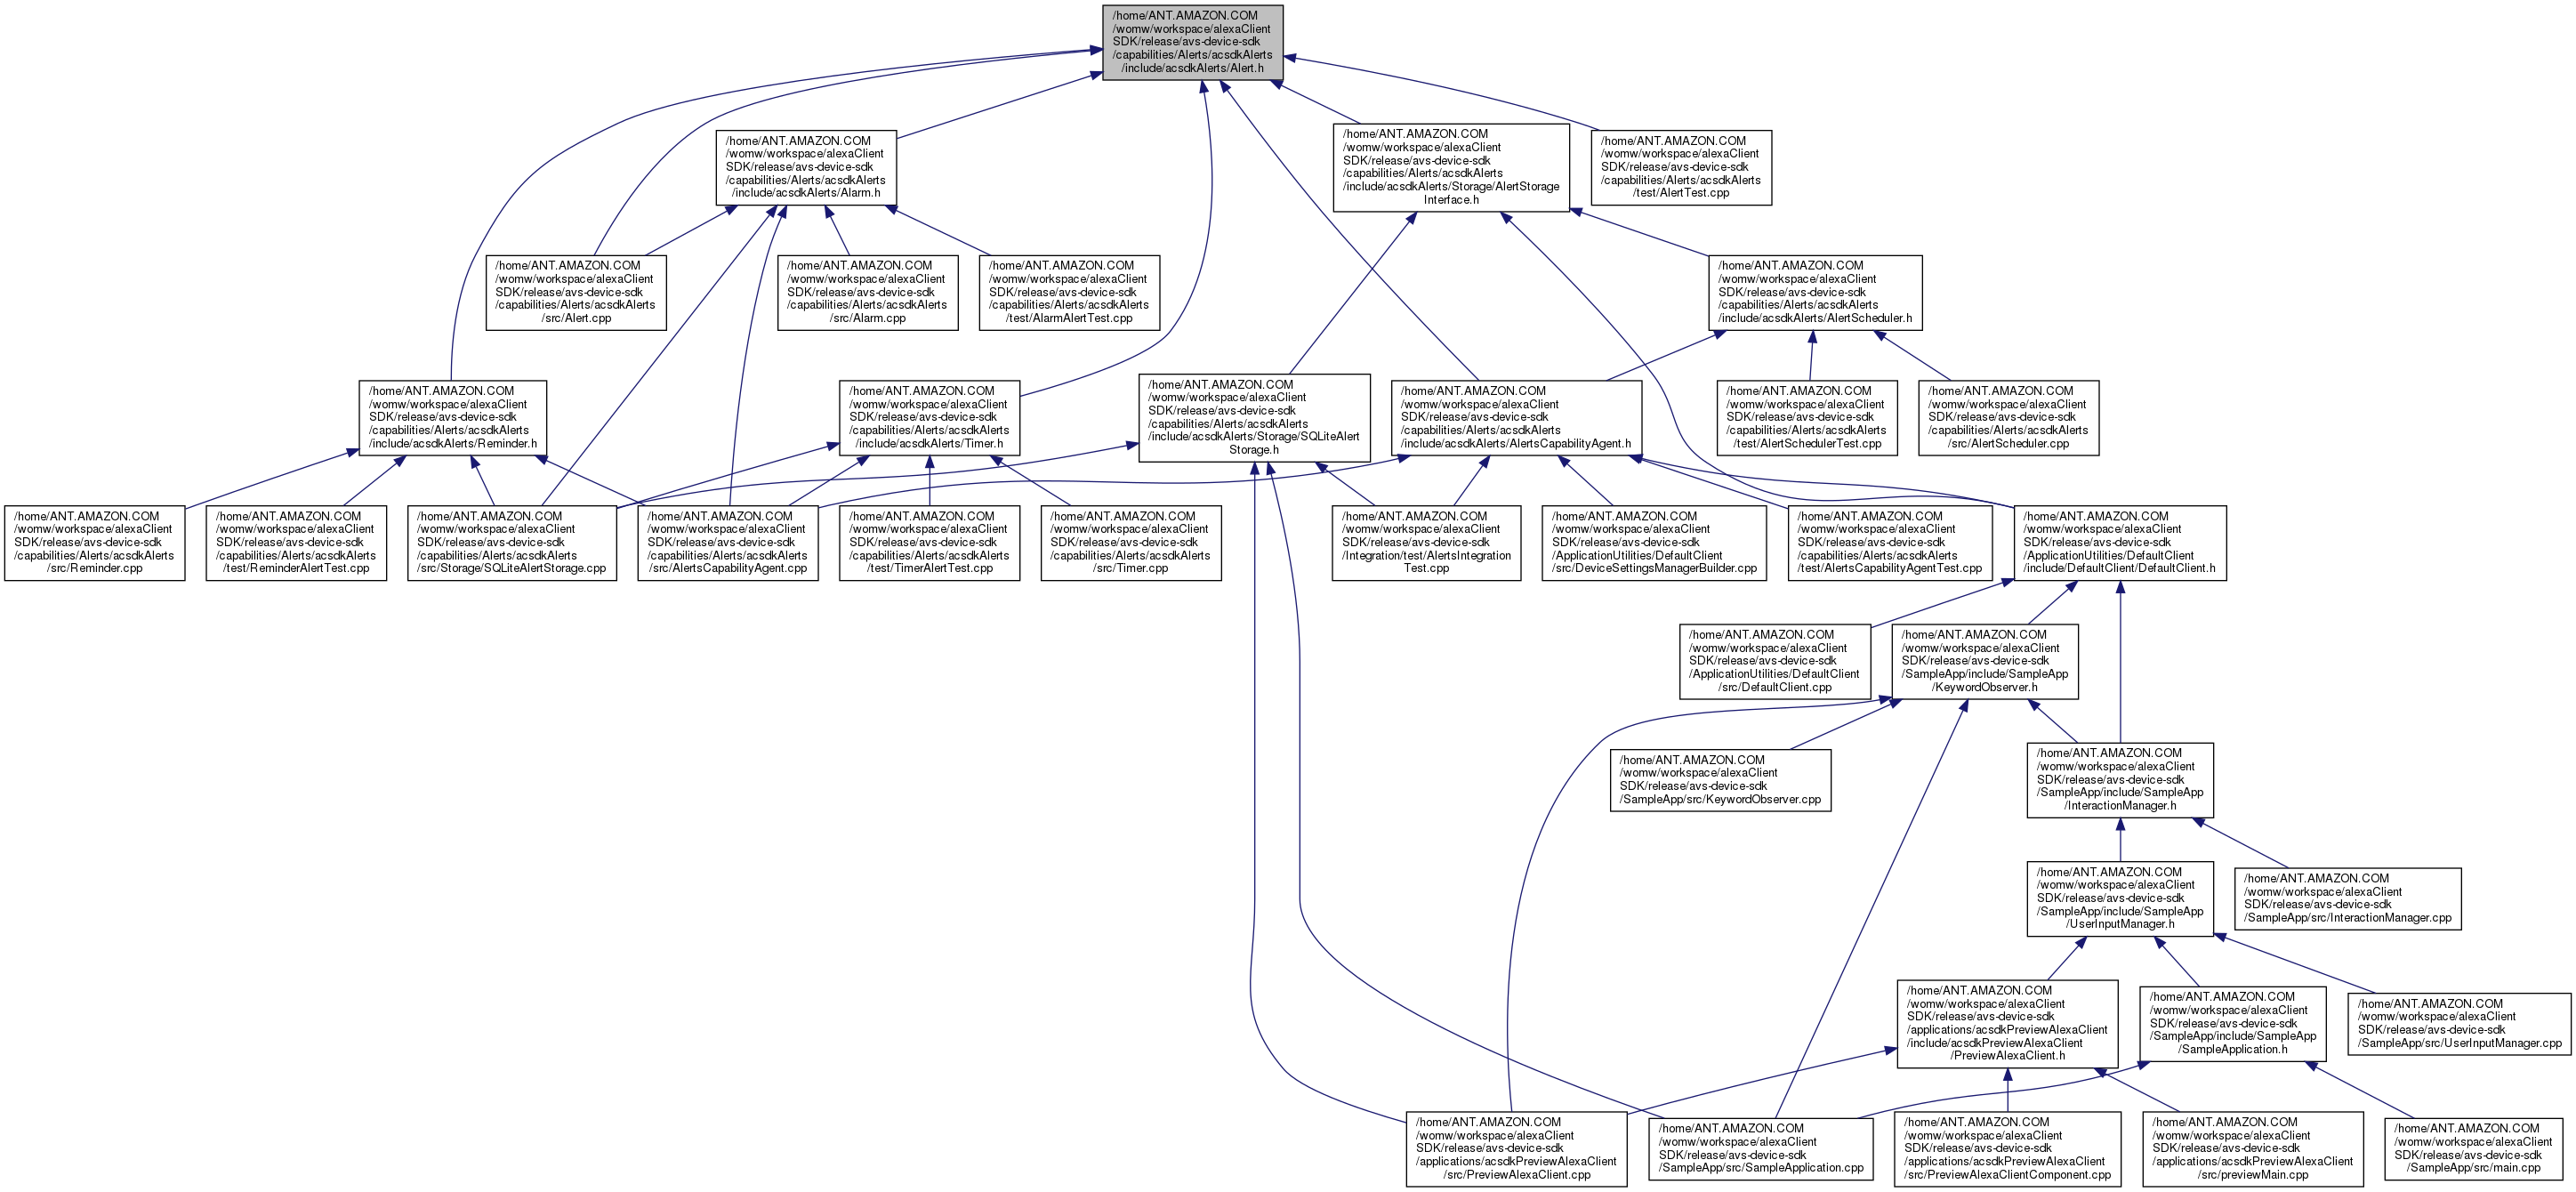 /home/ANT.AMAZON.COM
/womw/workspace/alexaClient
SDK/release/avs-device-sdk
/capabilities/Alerts/acsdkAlerts
/include/acsdkAlerts/Alert.h
/home/ANT.AMAZON.COM
/womw/workspace/alexaClient
SDK/release/avs-device-sdk
/capabilities/Alerts/acsdkAlerts
/include/acsdkAlerts/Alarm.h
/home/ANT.AMAZON.COM
/womw/workspace/alexaClient
SDK/release/avs-device-sdk
/capabilities/Alerts/acsdkAlerts
/include/acsdkAlerts/Storage/AlertStorage
Interface.h
/home/ANT.AMAZON.COM
/womw/workspace/alexaClient
SDK/release/avs-device-sdk
/capabilities/Alerts/acsdkAlerts
/test/AlertTest.cpp
/home/ANT.AMAZON.COM
/womw/workspace/alexaClient
SDK/release/avs-device-sdk
/capabilities/Alerts/acsdkAlerts
/src/Alert.cpp
/home/ANT.AMAZON.COM
/womw/workspace/alexaClient
SDK/release/avs-device-sdk
/capabilities/Alerts/acsdkAlerts
/src/Alarm.cpp
/home/ANT.AMAZON.COM
/womw/workspace/alexaClient
SDK/release/avs-device-sdk
/capabilities/Alerts/acsdkAlerts
/test/AlarmAlertTest.cpp
/home/ANT.AMAZON.COM
/womw/workspace/alexaClient
SDK/release/avs-device-sdk
/capabilities/Alerts/acsdkAlerts
/include/acsdkAlerts/AlertScheduler.h
/home/ANT.AMAZON.COM
/womw/workspace/alexaClient
SDK/release/avs-device-sdk
/capabilities/Alerts/acsdkAlerts
/include/acsdkAlerts/Reminder.h
/home/ANT.AMAZON.COM
/womw/workspace/alexaClient
SDK/release/avs-device-sdk
/capabilities/Alerts/acsdkAlerts
/include/acsdkAlerts/Timer.h
/home/ANT.AMAZON.COM
/womw/workspace/alexaClient
SDK/release/avs-device-sdk
/capabilities/Alerts/acsdkAlerts
/include/acsdkAlerts/Storage/SQLiteAlert
Storage.h
/home/ANT.AMAZON.COM
/womw/workspace/alexaClient
SDK/release/avs-device-sdk
/capabilities/Alerts/acsdkAlerts
/include/acsdkAlerts/AlertsCapabilityAgent.h
/home/ANT.AMAZON.COM
/womw/workspace/alexaClient
SDK/release/avs-device-sdk
/capabilities/Alerts/acsdkAlerts
/test/AlertSchedulerTest.cpp
/home/ANT.AMAZON.COM
/womw/workspace/alexaClient
SDK/release/avs-device-sdk
/capabilities/Alerts/acsdkAlerts
/src/AlertScheduler.cpp
/home/ANT.AMAZON.COM
/womw/workspace/alexaClient
SDK/release/avs-device-sdk
/capabilities/Alerts/acsdkAlerts
/src/Reminder.cpp
/home/ANT.AMAZON.COM
/womw/workspace/alexaClient
SDK/release/avs-device-sdk
/capabilities/Alerts/acsdkAlerts
/test/ReminderAlertTest.cpp
/home/ANT.AMAZON.COM
/womw/workspace/alexaClient
SDK/release/avs-device-sdk
/capabilities/Alerts/acsdkAlerts
/src/Storage/SQLiteAlertStorage.cpp
/home/ANT.AMAZON.COM
/womw/workspace/alexaClient
SDK/release/avs-device-sdk
/capabilities/Alerts/acsdkAlerts
/src/AlertsCapabilityAgent.cpp
/home/ANT.AMAZON.COM
/womw/workspace/alexaClient
SDK/release/avs-device-sdk
/capabilities/Alerts/acsdkAlerts
/test/TimerAlertTest.cpp
/home/ANT.AMAZON.COM
/womw/workspace/alexaClient
SDK/release/avs-device-sdk
/capabilities/Alerts/acsdkAlerts
/src/Timer.cpp
/home/ANT.AMAZON.COM
/womw/workspace/alexaClient
SDK/release/avs-device-sdk
/Integration/test/AlertsIntegration
Test.cpp
/home/ANT.AMAZON.COM
/womw/workspace/alexaClient
SDK/release/avs-device-sdk
/ApplicationUtilities/DefaultClient
/src/DeviceSettingsManagerBuilder.cpp
/home/ANT.AMAZON.COM
/womw/workspace/alexaClient
SDK/release/avs-device-sdk
/capabilities/Alerts/acsdkAlerts
/test/AlertsCapabilityAgentTest.cpp
/home/ANT.AMAZON.COM
/womw/workspace/alexaClient
SDK/release/avs-device-sdk
/ApplicationUtilities/DefaultClient
/include/DefaultClient/DefaultClient.h
/home/ANT.AMAZON.COM
/womw/workspace/alexaClient
SDK/release/avs-device-sdk
/ApplicationUtilities/DefaultClient
/src/DefaultClient.cpp
/home/ANT.AMAZON.COM
/womw/workspace/alexaClient
SDK/release/avs-device-sdk
/SampleApp/include/SampleApp
/KeywordObserver.h
/home/ANT.AMAZON.COM
/womw/workspace/alexaClient
SDK/release/avs-device-sdk
/SampleApp/src/KeywordObserver.cpp
/home/ANT.AMAZON.COM
/womw/workspace/alexaClient
SDK/release/avs-device-sdk
/SampleApp/include/SampleApp
/InteractionManager.h
/home/ANT.AMAZON.COM
/womw/workspace/alexaClient
SDK/release/avs-device-sdk
/SampleApp/include/SampleApp
/UserInputManager.h
/home/ANT.AMAZON.COM
/womw/workspace/alexaClient
SDK/release/avs-device-sdk
/SampleApp/src/InteractionManager.cpp
/home/ANT.AMAZON.COM
/womw/workspace/alexaClient
SDK/release/avs-device-sdk
/applications/acsdkPreviewAlexaClient
/include/acsdkPreviewAlexaClient
/PreviewAlexaClient.h
/home/ANT.AMAZON.COM
/womw/workspace/alexaClient
SDK/release/avs-device-sdk
/SampleApp/include/SampleApp
/SampleApplication.h
/home/ANT.AMAZON.COM
/womw/workspace/alexaClient
SDK/release/avs-device-sdk
/SampleApp/src/UserInputManager.cpp
/home/ANT.AMAZON.COM
/womw/workspace/alexaClient
SDK/release/avs-device-sdk
/applications/acsdkPreviewAlexaClient
/src/PreviewAlexaClient.cpp
/home/ANT.AMAZON.COM
/womw/workspace/alexaClient
SDK/release/avs-device-sdk
/SampleApp/src/SampleApplication.cpp
/home/ANT.AMAZON.COM
/womw/workspace/alexaClient
SDK/release/avs-device-sdk
/applications/acsdkPreviewAlexaClient
/src/PreviewAlexaClientComponent.cpp
/home/ANT.AMAZON.COM
/womw/workspace/alexaClient
SDK/release/avs-device-sdk
/applications/acsdkPreviewAlexaClient
/src/previewMain.cpp
/home/ANT.AMAZON.COM
/womw/workspace/alexaClient
SDK/release/avs-device-sdk
/SampleApp/src/main.cpp